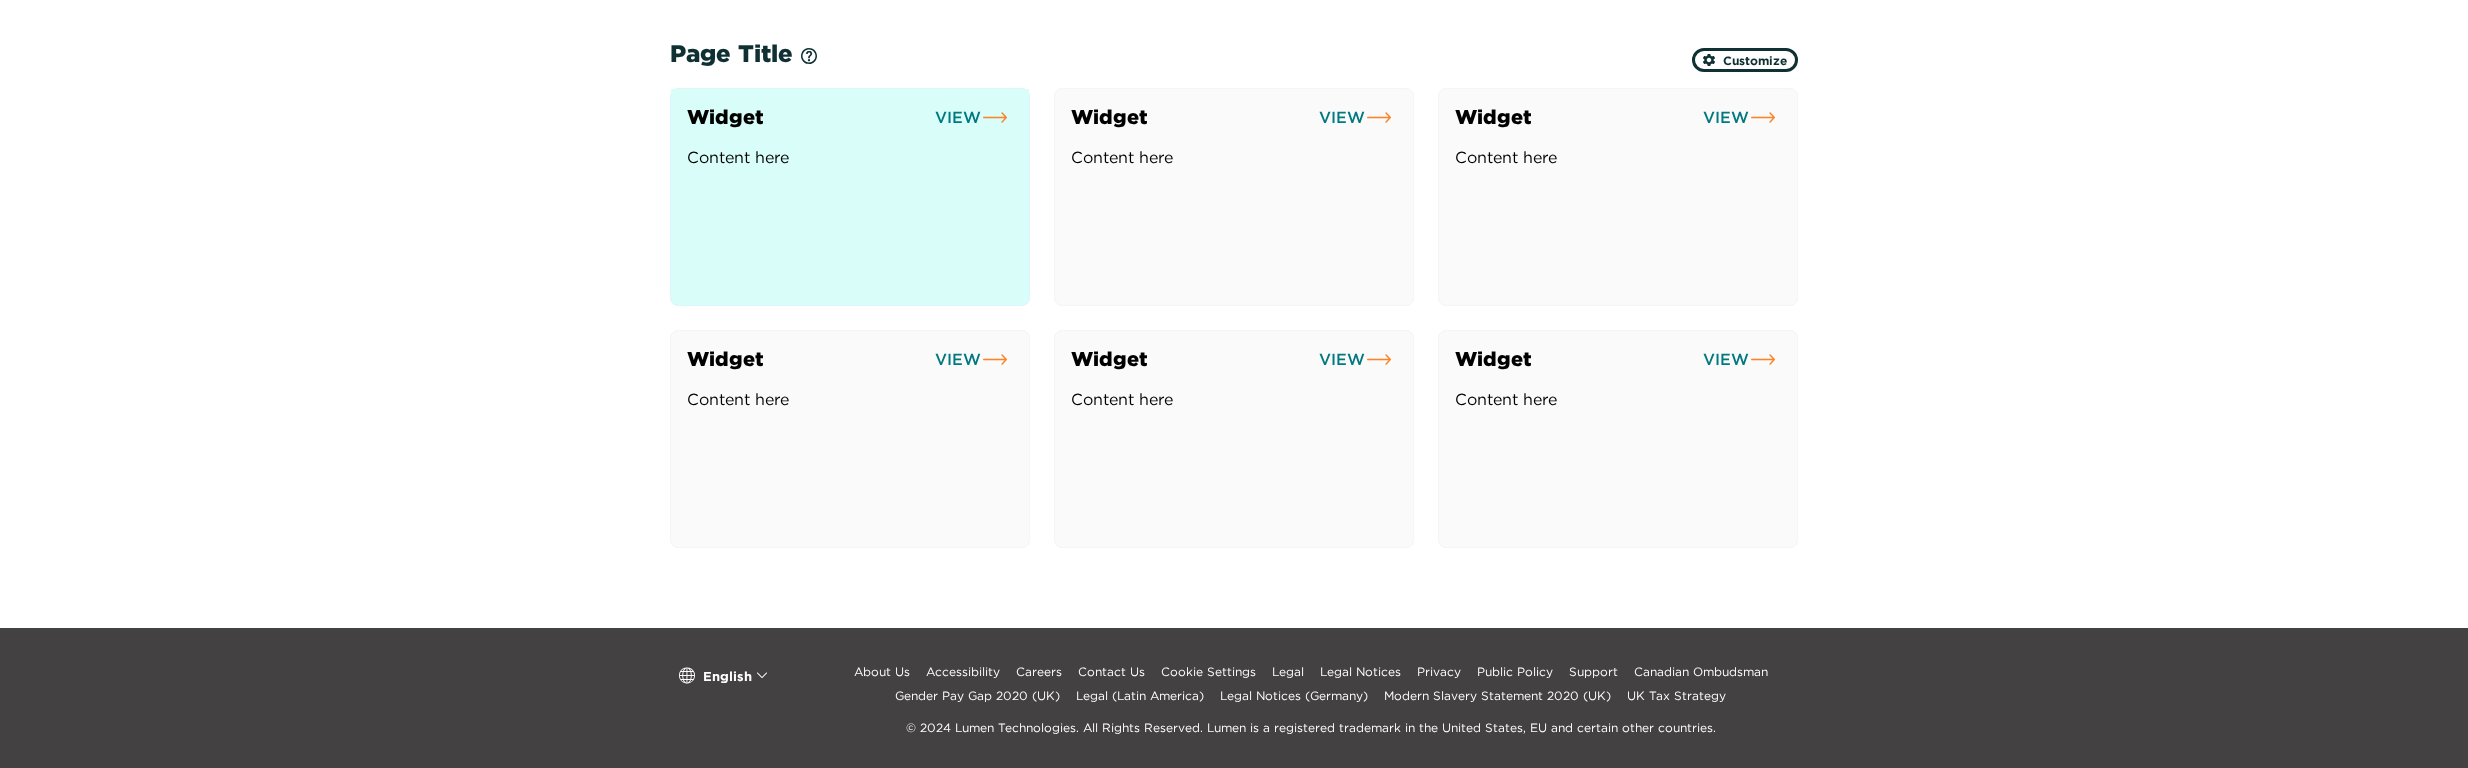 Page Title
Customize
Widget VIEW
Content here
Widget VIEW
Content here
Widget VIEW
Content here
Widget VIEW
Content here
Widget VIEW
Content here
Widget VIEW
Content here
English
About Us Accessibility Careers Contact Us Cookie Settings Legal Legal Notices Privacy Public Policy Support Canadian Ombudsman
Gender Pay Gap 2020 (UK) Legal (Latin America) Legal Notices (Germany) Modern Slavery Statement 2020 (UK) UK Tax Strategy
© 2024 Lumen Technologies. All Rights Reserved. Lumen is a registered trademark in the United States, EU and certain other countries.